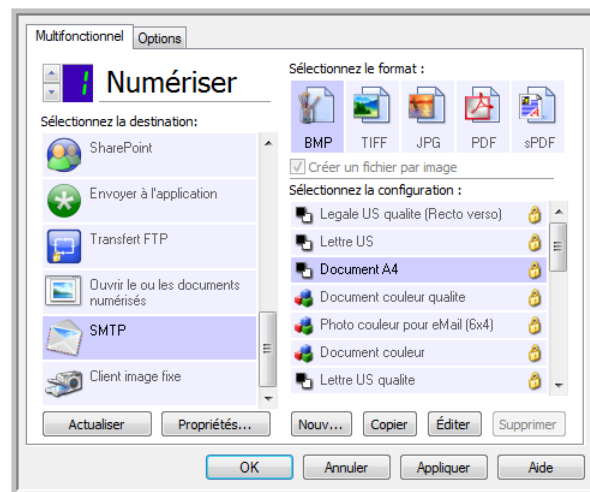 Multifonctionnel Options
1 Numériser
Sélectionnez la destination:
SharePoint
Envoyer à l'application
Transfert FTP
Ouvrir le ou les documents
numérisés
SMTP
Client image fixe
Actualiser Propriétés...
Sélectionnez le format :
BMP TIFF JPG PDF sPDF
Créer un fichier par image
Sélectionnez la configuration :
Legale US qualite (Recto verso)
Lettre US
Document A4
Document couleur qualite
Photo couleur pour eMail (6x4)
Document couleur
Lettre US qualite
Nouv... Copier Éditer Supprimer
OK Annuler Appliquer Aide